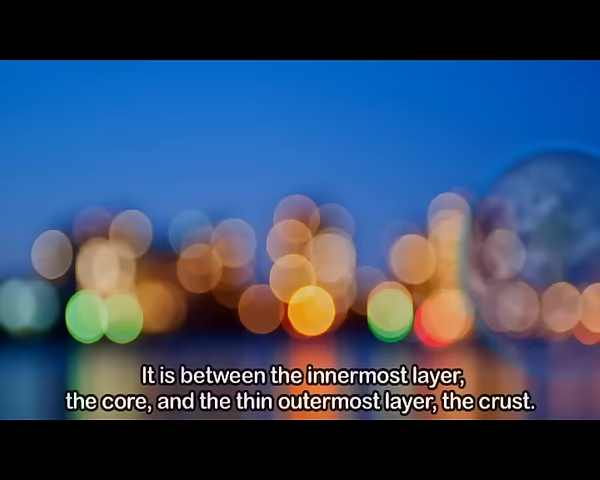 It is between the innermost layer,
the core, and the thin outermost layer, the crust.